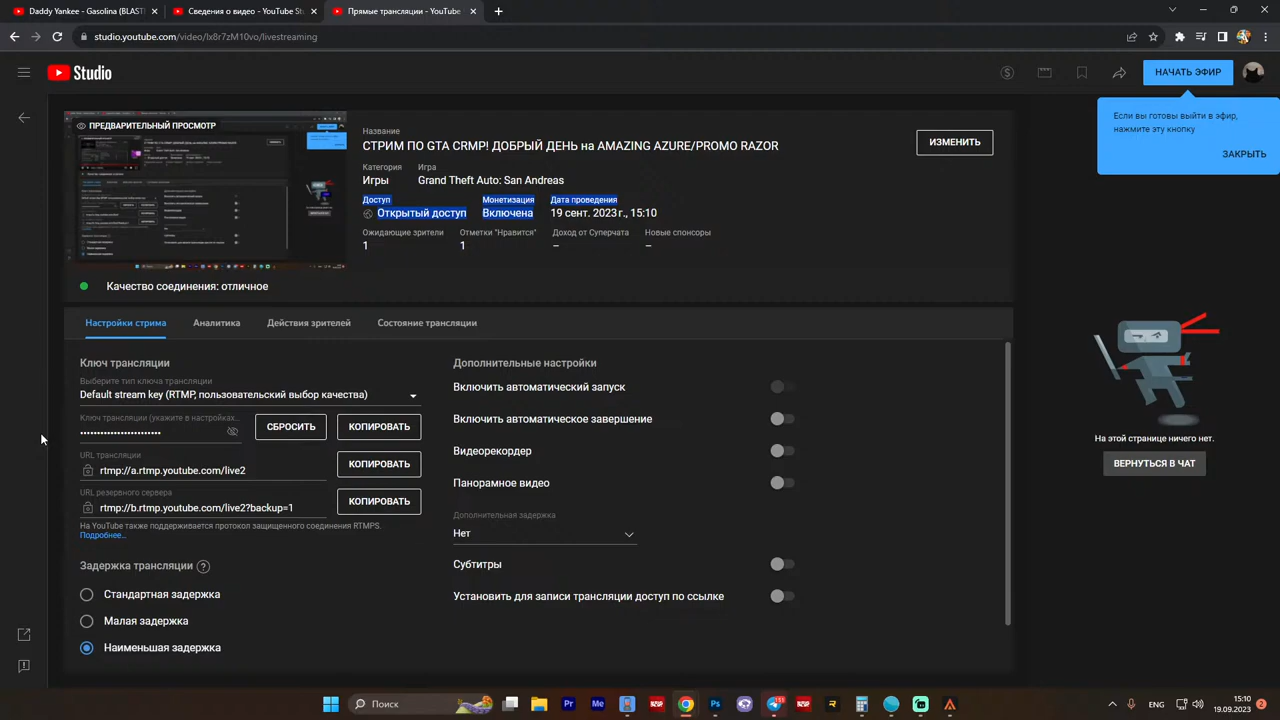 Daddy Yankee - Gasolina (BLAST
Сведения о видео - YouTube St
Прямые трансляции - YouTube
studio.youtube.com/video/lx8r7zM10vo/livestreaming
Studio
НАЧАТЬ ЭФИР
Если вы готовы выйти в эфир,
нажмите эту кнопку
ЗАКРЫТЬ
ПРЕДВАРИТЕЛЬНЫЙ ПРОСМОТР
Название
СТРИМ ПО GTA CRMP! ДОБРЫЙ ДЕНЬ на AMAZING AZURE/PROMO RAZOR
ИЗМЕНИТЬ
Категория Игра
Игры Grand Theft Auto: San Andreas
Доступ Монетизация Дата проведения
Открытый доступ Включена 19 сент. 2023 г., 15:10
Ожидающие зрители Отметки "Нравится" Доход от Суперчата Новые спонсоры
1 1 – –
Качество соединения: отличное
Настройки стрима Аналитика Действия зрителей Состояние трансляции
Ключ трансляции
Выберите тип ключа трансляции
Default stream key (RTMP, пользовательский выбор качества)
Ключ трансляции (укажите в настройках...
••••••••••••••••••••••••
СБРОСИТЬ КОПИРОВАТЬ
URL трансляции
rtmp://a.rtmp.youtube.com/live2
КОПИРОВАТЬ
URL резервного сервера
rtmp://b.rtmp.youtube.com/live2?backup=1
КОПИРОВАТЬ
На YouTube также поддерживается протокол защищенного соединения RTMPS.
Подробнее...
Задержка трансляции ?
Стандартная задержка
Малая задержка
Наименьшая задержка
Дополнительные настройки
Включить автоматический запуск
Включить автоматическое завершение
Видеорекордер
Панорамное видео
Дополнительная задержка
Нет
Субтитры
Установить для записи трансляции доступ по ссылке
На этой странице ничего нет.
ВЕРНУТЬСЯ В ЧАТ
Поиск
ENG
15:10
19.09.2023